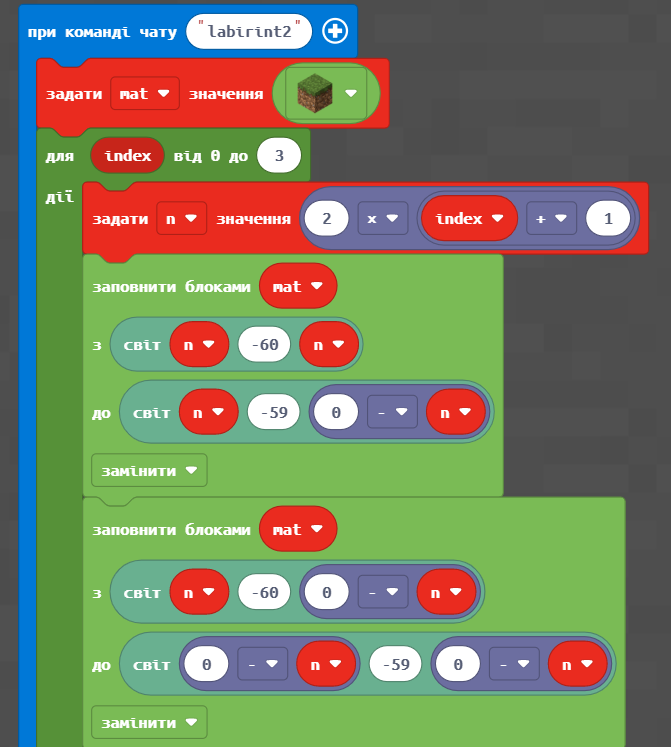 при команді чату "labirint2"
задати mat значення
для index від 0 до 3
дії
задати n значення 2 x index + 1
заповнити блоками mat
з світ n -60 n
до світ n -59 0 - n
замінити
заповнити блоками mat
з світ n -60 0 - n
до світ 0 - n -59 0 - n
замінити